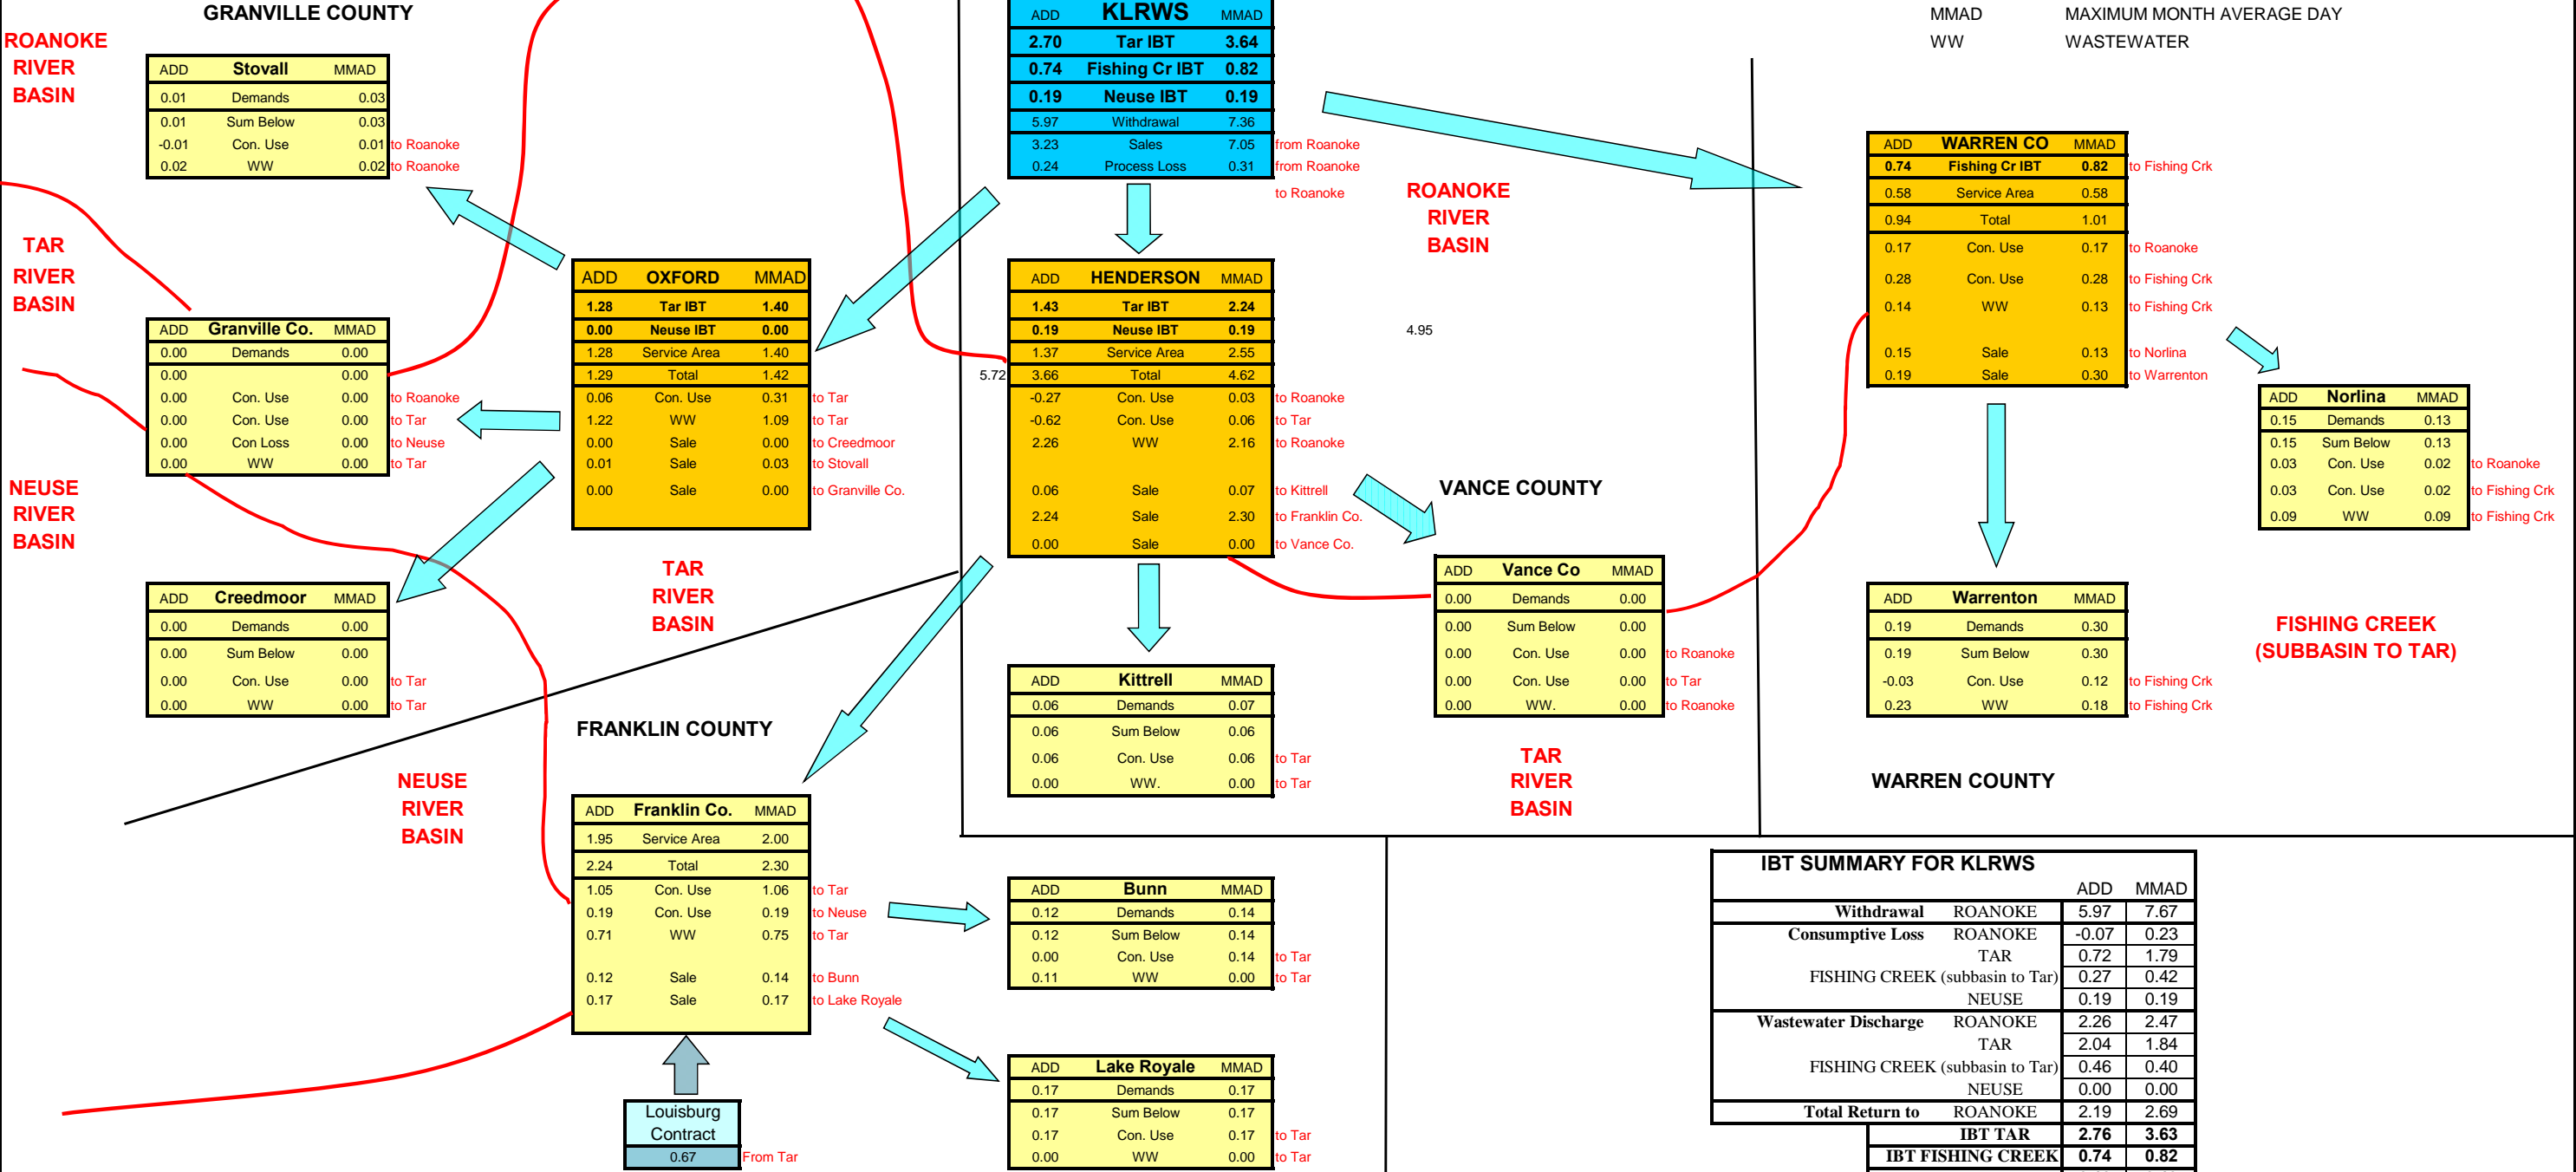 GRANVILLE COUNTY
ROANOKE
RIVER
BASIN
ADD Stovall MMAD
0.01 Demands 0.03
0.01 Sum Below 0.03
-0.01 Con. Use 0.01 to Roanoke
0.02 WW 0.02 to Roanoke
ADD KLRWS MMAD
2.70 Tar IBT 3.64
0.74 Fishing Cr IBT 0.82
0.19 Neuse IBT 0.19
5.97 Withdrawal 7.36
3.23 Sales 7.05 from Roanoke
0.24 Process Loss 0.31 from Roanoke
to Roanoke
MMAD MAXIMUM MONTH AVERAGE DAY
WW WASTEWATER
ROANOKE
RIVER
BASIN
ADD WARREN CO MMAD
0.74 Fishing Cr IBT 0.82 to Fishing Crk
0.58 Service Area 0.58
0.94 Total 1.01
0.17 Con. Use 0.17 to Roanoke
0.28 Con. Use 0.28 to Fishing Crk
0.14 WW 0.13 to Fishing Crk
0.15 Sale 0.13 to Norlina
0.19 Sale 0.30 to Warrenton
TAR
RIVER
BASIN
ADD Granville Co. MMAD
0.00 Demands 0.00
0.00 0.00
0.00 Con. Use 0.00 to Roanoke
0.00 Con. Use 0.00 to Tar
0.00 Con Loss 0.00 to Neuse
0.00 WW 0.00 to Tar
ADD OXFORD MMAD
1.28 Tar IBT 1.40
0.00 Neuse IBT 0.00
1.28 Service Area 1.40
1.29 Total 1.42
0.06 Con. Use 0.31 to Tar
1.22 WW 1.09 to Tar
0.00 Sale 0.00 to Creedmoor
0.01 Sale 0.03 to Stovall
0.00 Sale 0.00 to Granville Co.
ADD HENDERSON MMAD
1.43 Tar IBT 2.24
0.19 Neuse IBT 0.19
4.95
1.37 Service Area 2.55
5.72 3.66 Total 4.62
-0.27 Con. Use 0.03 to Roanoke
-0.62 Con. Use 0.06 to Tar
2.26 WW 2.16 to Roanoke
0.06 Sale 0.07 to Kittrell
2.24 Sale 2.30 to Franklin Co.
0.00 Sale 0.00 to Vance Co.
VANCE COUNTY
ADD Norlina MMAD
0.15 Demands 0.13
0.15 Sum Below 0.13
0.03 Con. Use 0.02 to Roanoke
0.03 Con. Use 0.02 to Fishing Crk
0.09 WW 0.09 to Fishing Crk
NEUSE
RIVER
BASIN
ADD Creedmoor MMAD
0.00 Demands 0.00
0.00 Sum Below 0.00
0.00 Con. Use 0.00 to Tar
0.00 WW 0.00 to Tar
TAR
RIVER
BASIN
ADD Vance Co MMAD
0.00 Demands 0.00
0.00 Sum Below 0.00
0.00 Con. Use 0.00 to Roanoke
0.00 Con. Use 0.00 to Tar
0.00 WW. 0.00 to Roanoke
ADD Warrenton MMAD
0.19 Demands 0.30
0.19 Sum Below 0.30
-0.03 Con. Use 0.12 to Fishing Crk
0.23 WW 0.18 to Fishing Crk
FISHING CREEK
(SUBBASIN TO TAR)
ADD Kittrell MMAD
0.06 Demands 0.07
0.06 Sum Below 0.06
0.06 Con. Use 0.06 to Tar
0.00 WW. 0.00 to Tar
FRANKLIN COUNTY
NEUSE
RIVER
BASIN
TAR
RIVER
BASIN
WARREN COUNTY
ADD Franklin Co. MMAD
1.95 Service Area 2.00
2.24 Total 2.30
1.05 Con. Use 1.06 to Tar
0.19 Con. Use 0.19 to Neuse
0.71 WW 0.75 to Tar
0.12 Sale 0.14 to Bunn
0.17 Sale 0.17 to Lake Royale
ADD Bunn MMAD
0.12 Demands 0.14
0.12 Sum Below 0.14
0.00 Con. Use 0.14 to Tar
0.11 WW 0.00 to Tar
Louisburg
Contract
0.67 From Tar
ADD Lake Royale MMAD
0.17 Demands 0.17
0.17 Sum Below 0.17
0.17 Con. Use 0.17 to Tar
0.00 WW 0.00 to Tar
IBT SUMMARY FOR KLRWS
ADD MMAD
Withdrawal ROANOKE 5.97 7.67
Consumptive Loss ROANOKE -0.07 0.23
TAR 0.72 1.79
FISHING CREEK (subbasin to Tar) 0.27 0.42
NEUSE 0.19 0.19
Wastewater Discharge ROANOKE 2.26 2.47
TAR 2.04 1.84
FISHING CREEK (subbasin to Tar) 0.46 0.40
NEUSE 0.00 0.00
Total Return to ROANOKE 2.19 2.69
IBT TAR 2.76 3.63
IBT FISHING CREEK 0.74 0.82